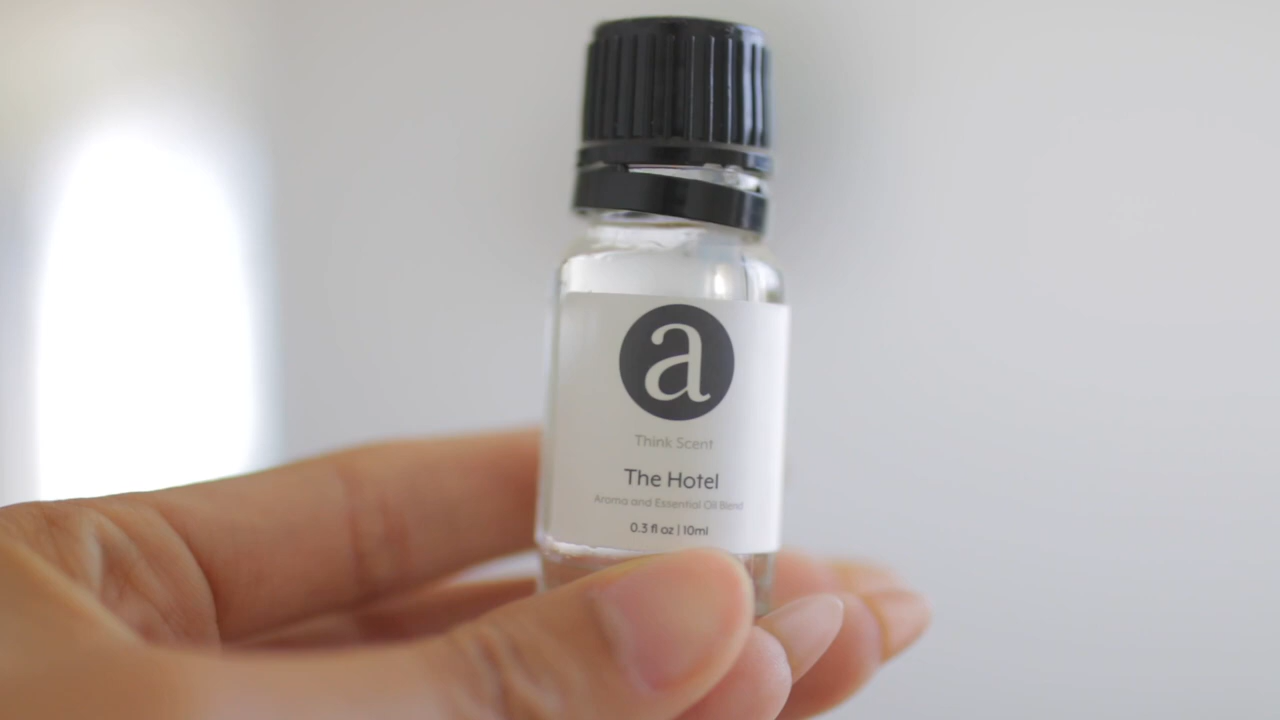 a
Think Scent
The Hotel
Aroma and Essential Oil Blend
0.3 fl oz | 10ml